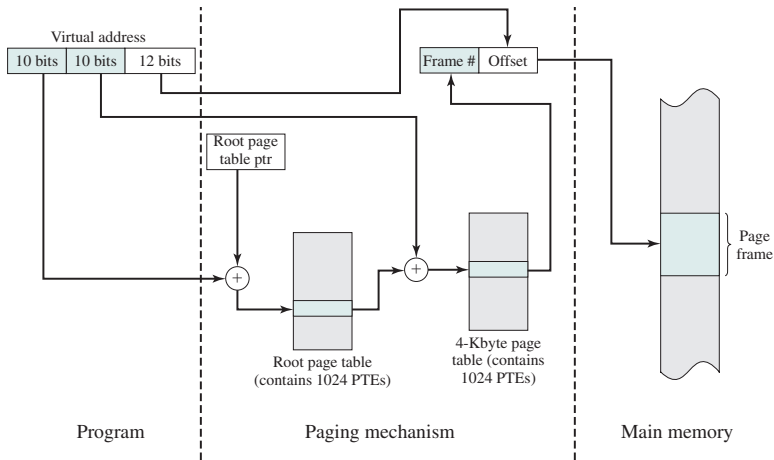 Virtual address
10 bits
10 bits
12 bits
Frame #
Offset
Root page
table ptr
+
+
Page
frame
Root page table
(contains 1024 PTEs)
4-Kbyte page
table (contains
1024 PTEs)
Program
Paging mechanism
Main memory